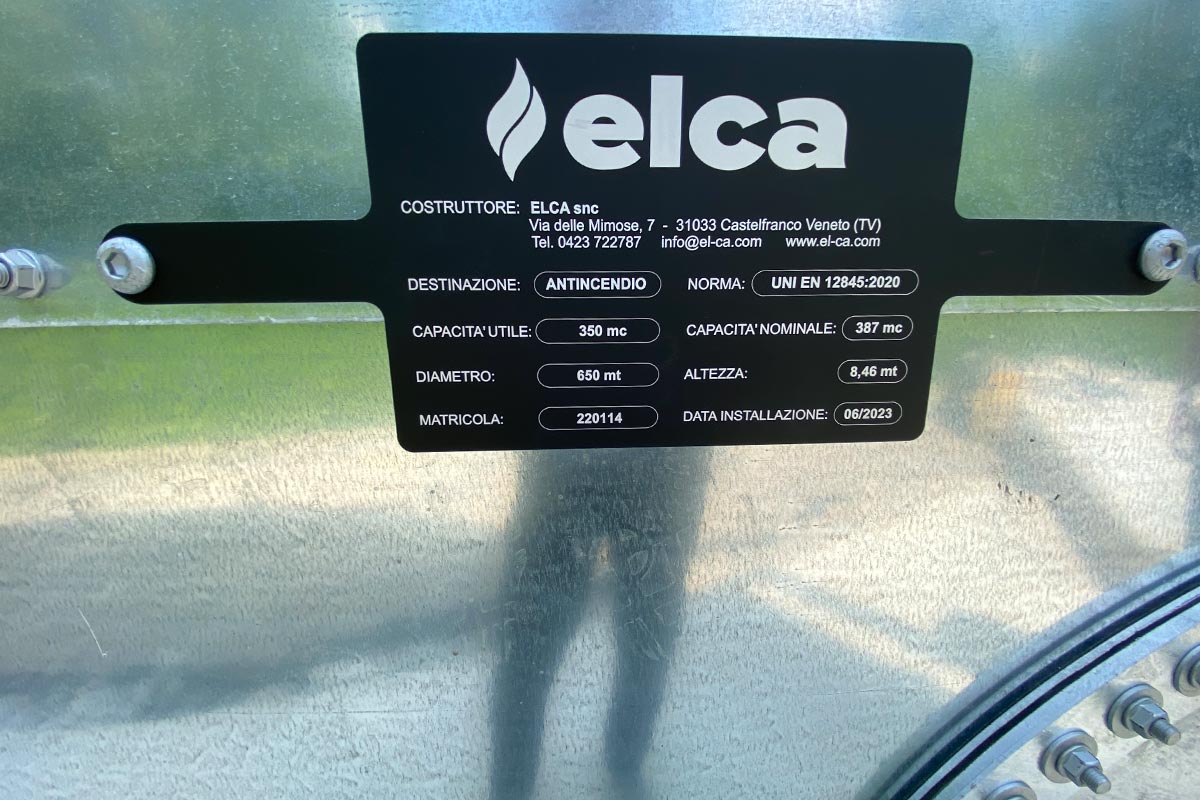 elca
COSTRUTTORE: ELCA snc
Via delle Mimose, 7 - 31033 Castelfranco Veneto (TV)
Tel. 0423 722787 info@el-ca.com www.el-ca.com
DESTINAZIONE: ANTINCENDIO NORMA: UNI EN 12845:2020
CAPACITA' UTILE: 350 mc CAPACITA' NOMINALE: 387 mc
DIAMETRO: 650 mt ALTEZZA: 8,46 mt
MATRICOLA: 220114 DATA INSTALLAZIONE: 06/2023